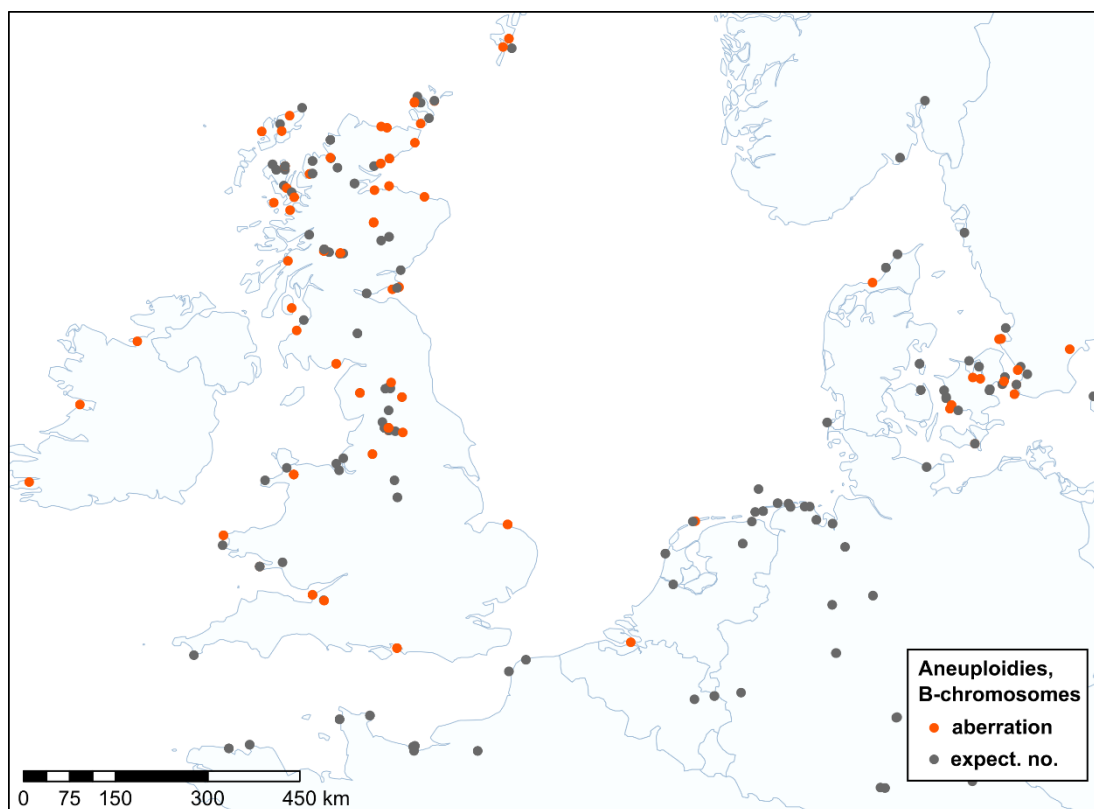 Aneuploidies,
B-chromosomes
aberration
expect. no.
0 75 150 300 450 km